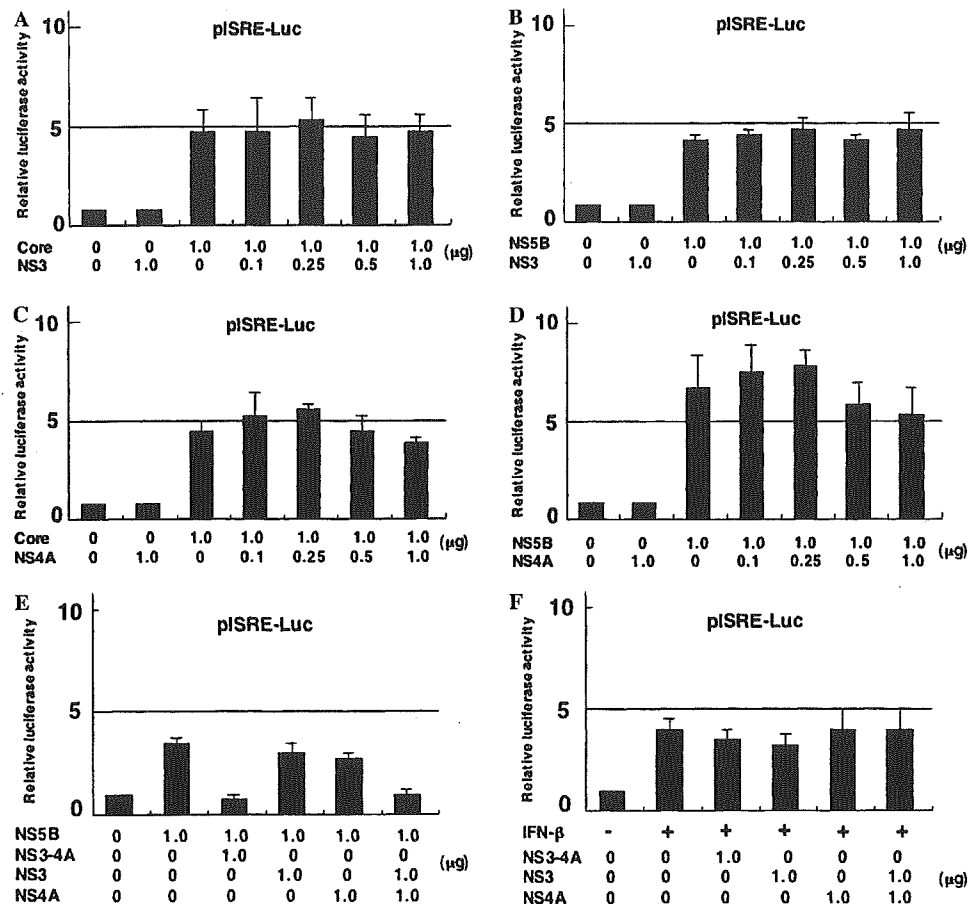 A
pISRE-Luc
Relative luciferase activity
10
5
0
Core 0 0 1.0 1.0 1.0 1.0 1.0 (μg)
NS3 0 1.0 0 0.1 0.25 0.5 1.0
B
pISRE-Luc
Relative luciferase activity
10
5
0
NS5B 0 0 1.0 1.0 1.0 1.0 1.0 (μg)
NS3 0 1.0 0 0.1 0.25 0.5 1.0
C
pISRE-Luc
Relative luciferase activity
10
5
0
Core 0 0 1.0 1.0 1.0 1.0 1.0 (μg)
NS4A 0 1.0 0 0.1 0.25 0.5 1.0
D
pISRE-Luc
Relative luciferase activity
10
5
0
NS5B 0 0 1.0 1.0 1.0 1.0 1.0 (μg)
NS4A 0 1.0 0 0.1 0.25 0.5 1.0
E
pISRE-Luc
Relative luciferase activity
10
5
0
NS5B 0 1.0 1.0 1.0 1.0 1.0
NS3-4A 0 0 1.0 0 0 0
NS3 0 0 0 1.0 0 1.0 (μg)
NS4A 0 0 0 0 1.0 1.0
F
pISRE-Luc
Relative luciferase activity
10
5
0
IFN-β - + + + + +
NS3-4A 0 0 1.0 0 0 0
NS3 0 0 0 1.0 0 1.0 (μg)
NS4A 0 0 0 0 1.0 1.0